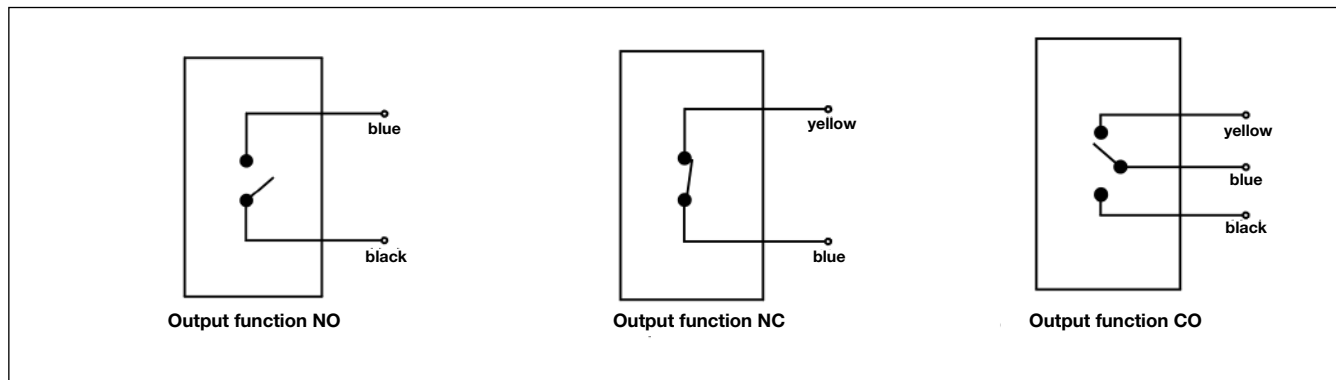 blue
black
Output function NO
yellow
blue
Output function NC
yellow
blue
black
Output function CO